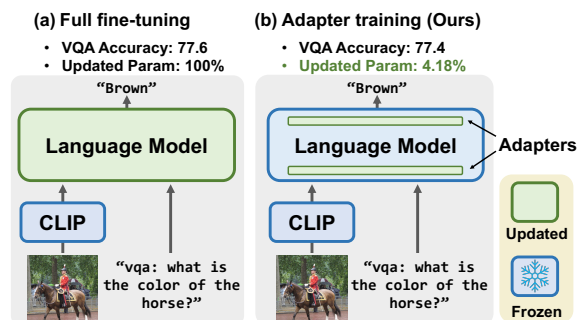 (a) Full fine-tuning
• VQA Accuracy: 77.6
• Updated Param: 100%
“Brown”
Language Model
CLIP
“vqa: what is
the color of the
horse?”
(b) Adapter training (Ours)
• VQA Accuracy: 77.4
• Updated Param: 4.18%
“Brown”
Language Model
Adapters
CLIP
“vqa: what is
the color of the
horse?”
Updated
Frozen